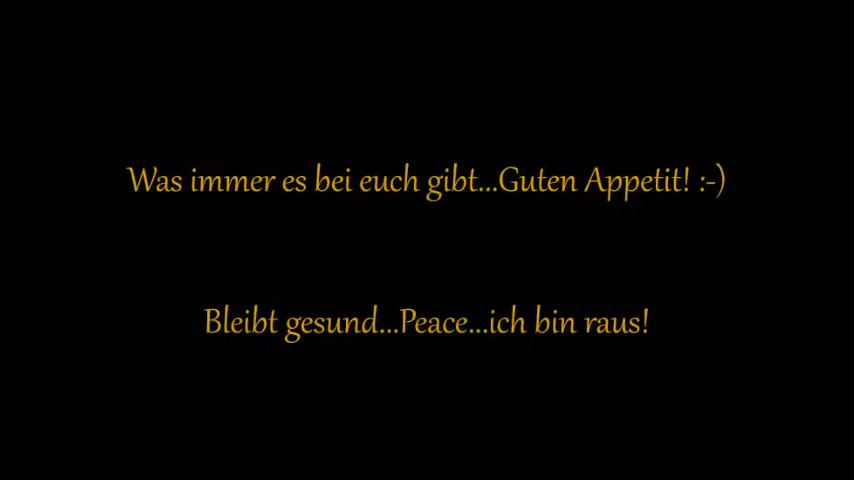 Was immer es bei euch gibt...Guten Appetit! :-)
Bleibt gesund...Peace...ich bin raus!